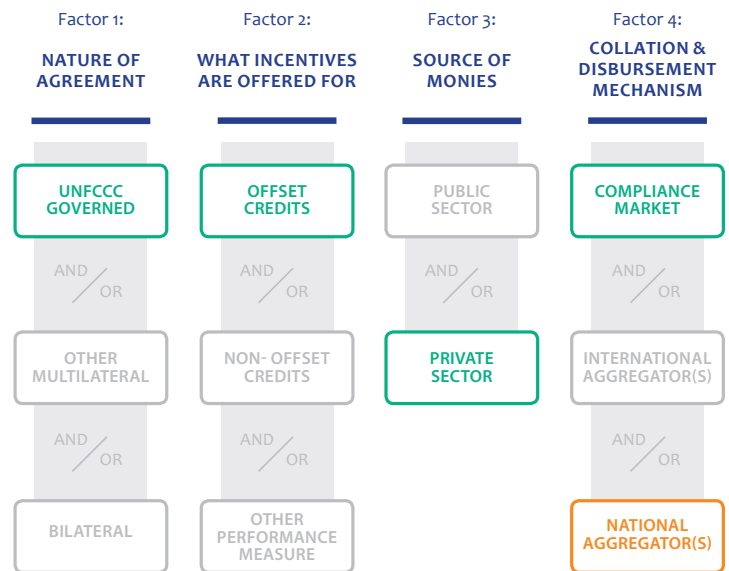 Factor 1:
NATURE OF
AGREEMENT
UNFCCC
GOVERNED
AND
OR
OTHER
MULTILATERAL
AND
OR
BILATERAL
Factor 2:
WHAT INCENTIVES
ARE OFFERED FOR
OFFSET
CREDITS
AND
OR
NON- OFFSET
CREDITS
AND
OR
OTHER
PERFORMANCE
MEASURE
Factor 3:
SOURCE OF
MONIES
PUBLIC
SECTOR
AND
OR
PRIVATE
SECTOR
Factor 4:
COLLATION &
DISBURSEMENT
MECHANISM
COMPLIANCE
MARKET
AND
OR
INTERNATIONAL
AGGREGATOR(S)
AND
OR
NATIONAL
AGGREGATOR(S)